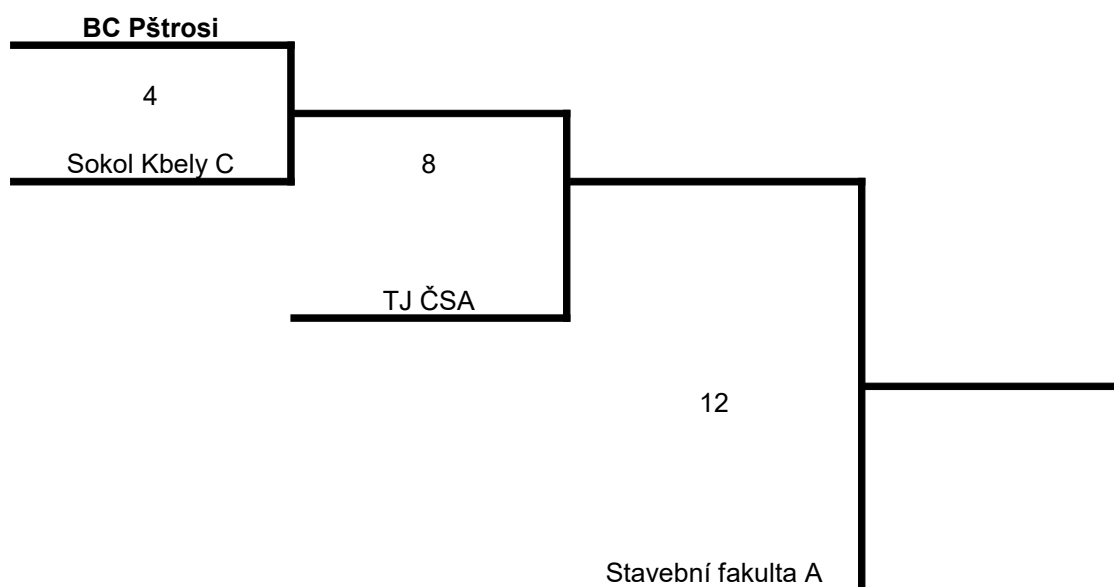 BC Pštrosi
4
Sokol Kbely C
8
TJ ČSA
12
Stavební fakulta A